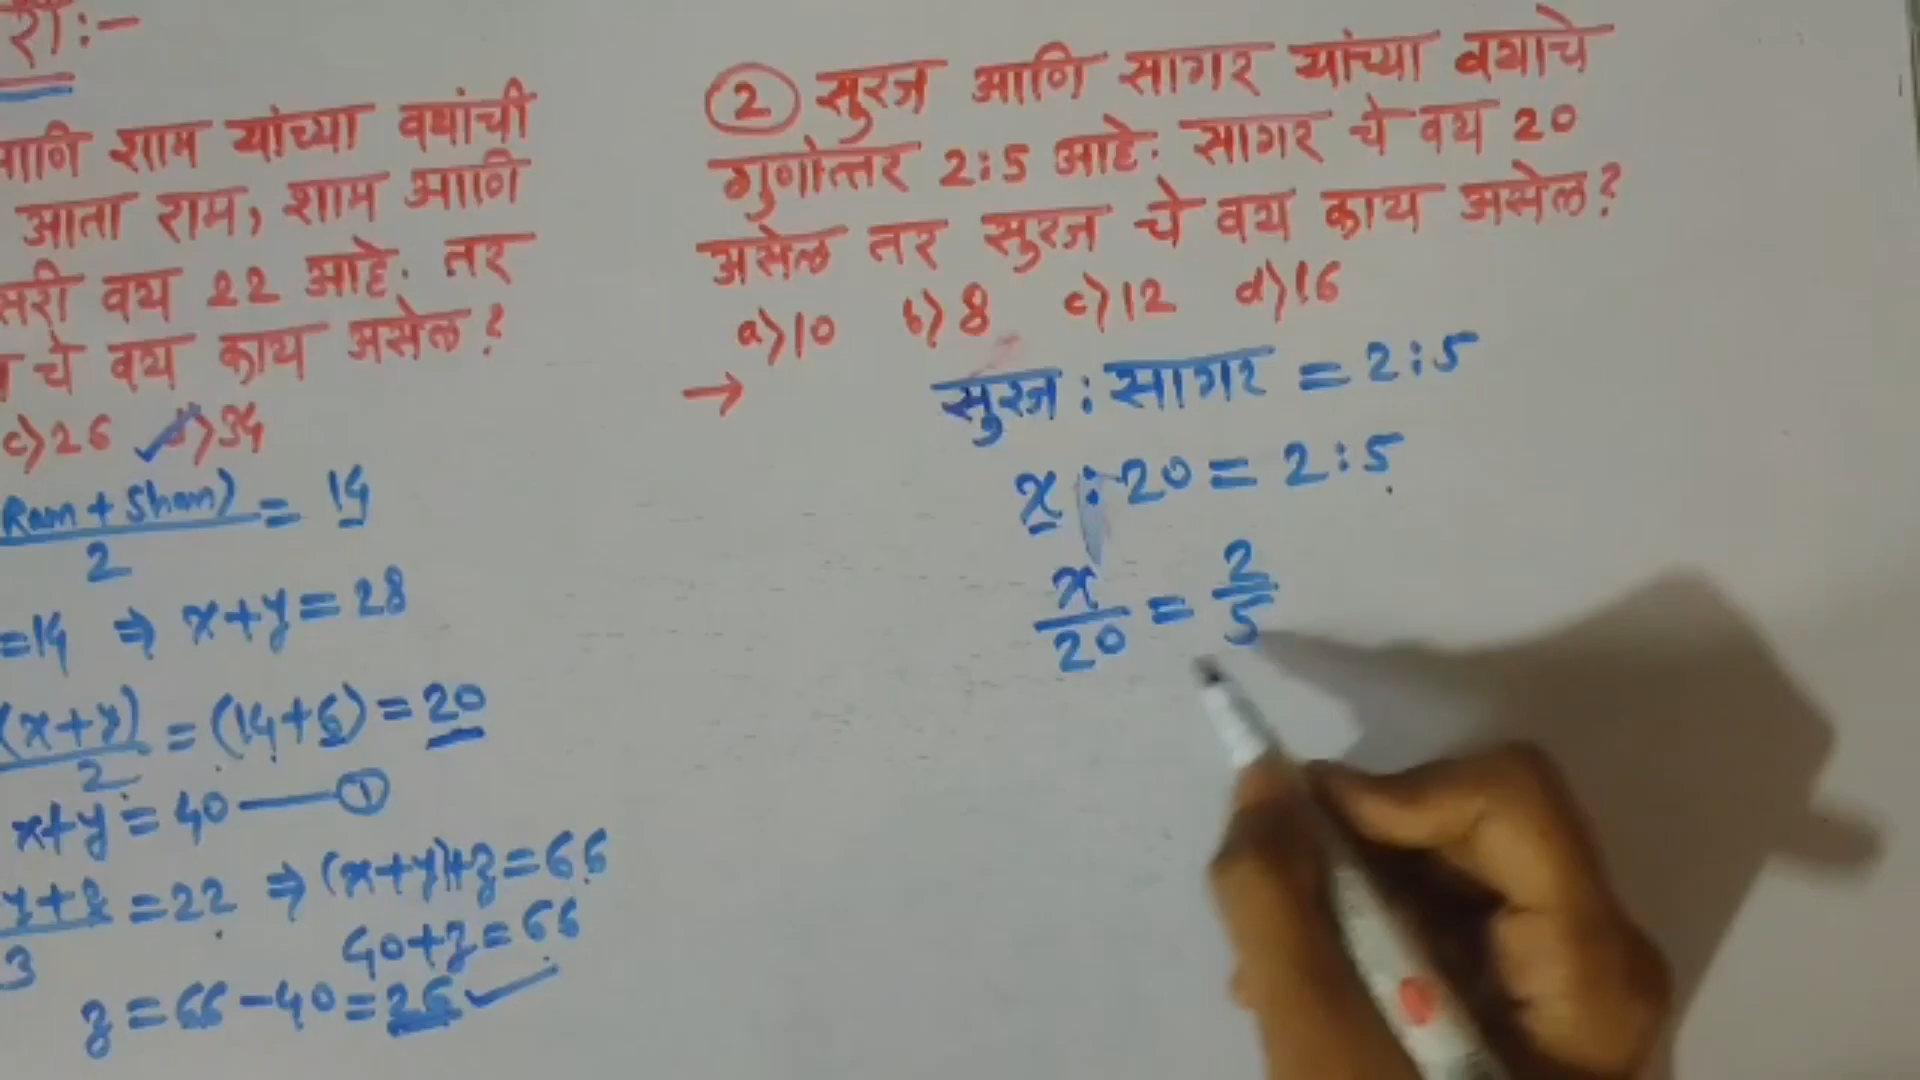 री:-
आणि शाम यांच्या वयांची
आता राम, शाम आणि
सरी वय 22 आहे. तर
चे वय काय असेल?
c)26 d)34
(Ram + Sham)/2 = 14
=14 ⇒ x+y=28
(x+y)/2 = (14+6) = 20
x+y=40 —— ①
y+z/3 =22 ⇒ (x+y)+z=66
40+z=66
z=66-40=26 ✓
② सुरज आणि सागर यांच्या वयाचे
गुणोत्तर 2:5 आहे. सागर चे वय 20
असेल तर सुरज चे वय काय असेल?
a)10 b)8 c)12 d)16
→ सुरज : सागर = 2:5
x : 20 = 2:5
x/20 = 2/5